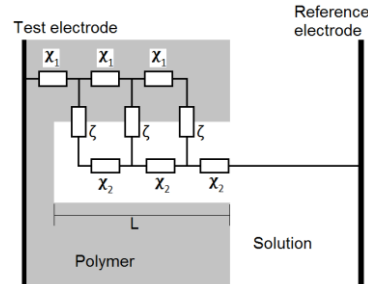 Test electrode
Reference
electrode
χ₁ χ₁ χ₁
ζ ζ ζ
χ₂ χ₂ χ₂
L
Solution
Polymer